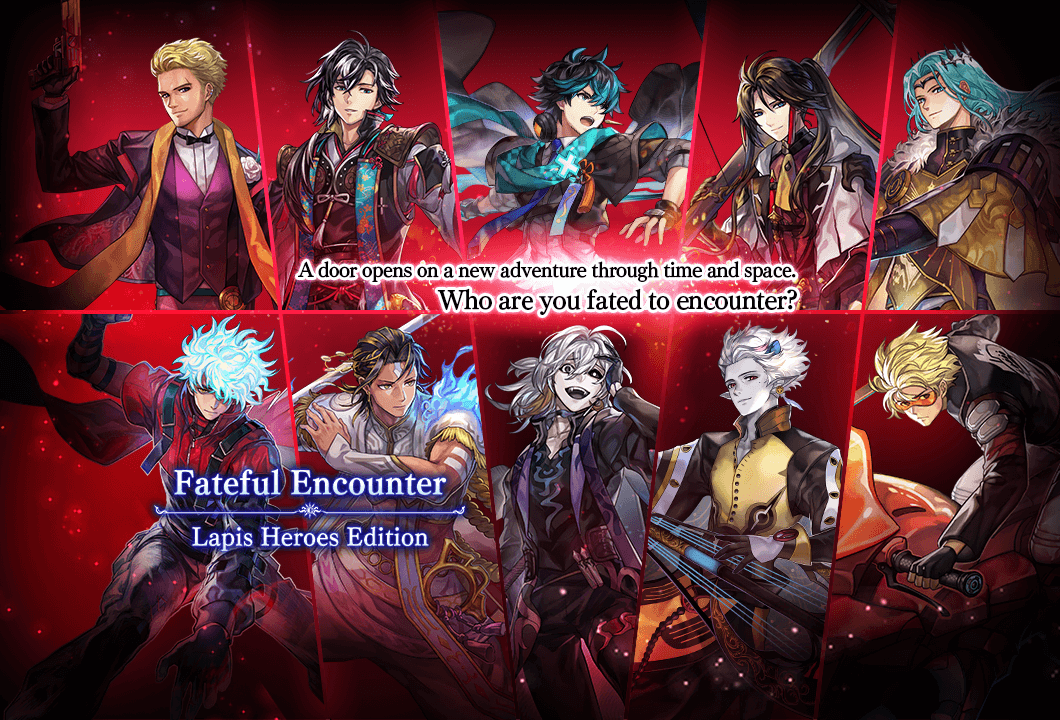 A door opens on a new adventure through time and space.
Who are you fated to encounter?
Fateful Encounter
Lapis Heroes Edition